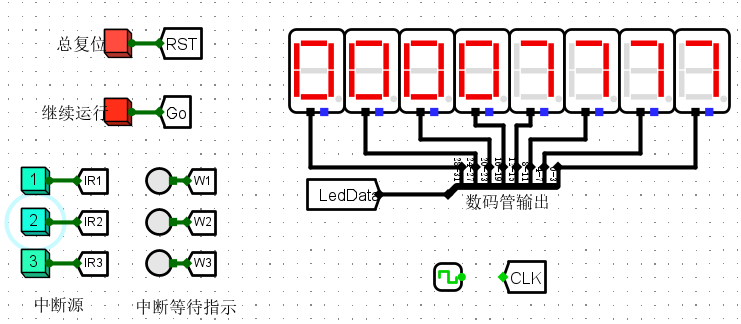 总复位 RST
继续运行 Go
00007777
LedData
数码管输出
1 IR1 W1
2 IR2 W2
3 IR3 W3
中断源 中断等待指示
CLK